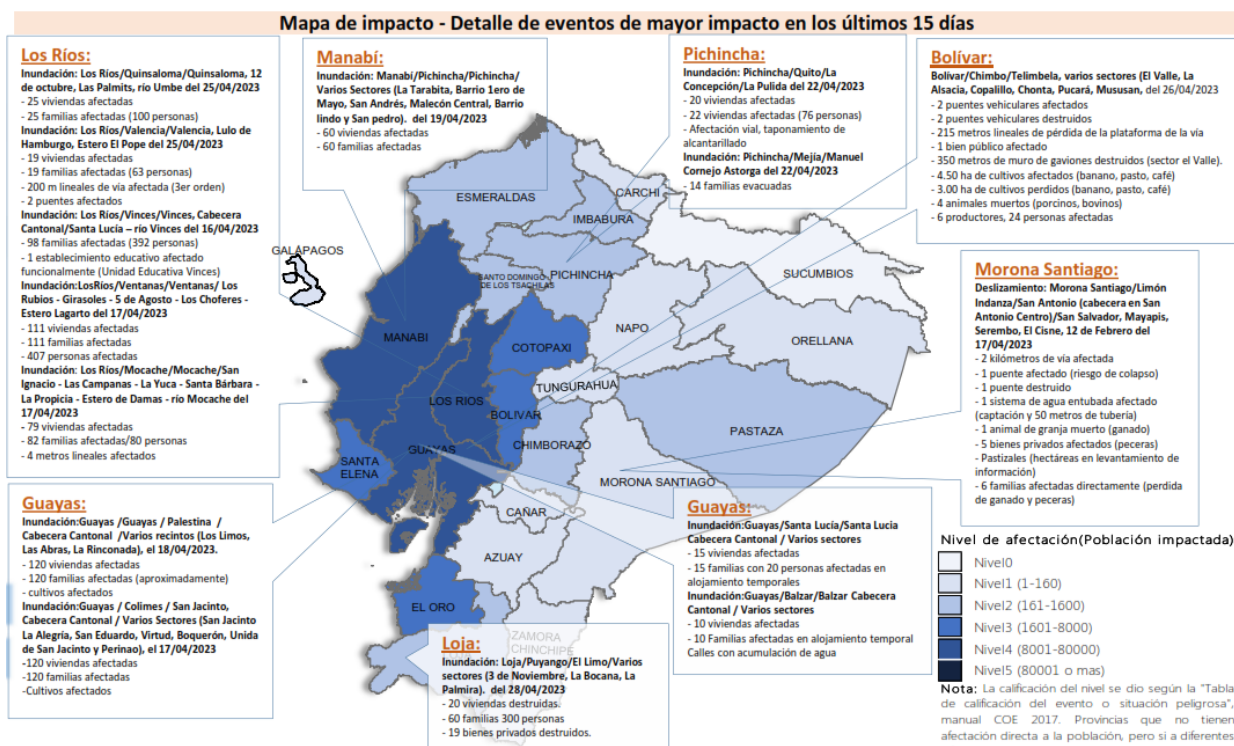 Mapa de impacto - Detalle de eventos de mayor impacto en los últimos 15 días
Los Ríos:
Inundación: Los Ríos/Quinsaloma/Quinsaloma, 12
de octubre, Las Palmits, río Umbe del 25/04/2023
- 25 viviendas afectadas
- 25 familias afectadas (100 personas)
Inundación: Los Ríos/Valencia/Valencia, Lulo de
Hamburgo, Estero El Pope del 25/04/2023
- 19 viviendas afectadas
- 19 familias afectadas (63 personas)
- 200 m lineales de vía afectada (3er orden)
- 2 puentes afectados
Inundación: Los Ríos/Vinces/Vinces, Cabecera
Cantonal/Santa Lucía – río Vinces del 16/04/2023
- 98 familias afectadas (392 personas)
- 1 establecimiento educativo afectado
funcionalmente (Unidad Educativa Vinces)
Inundación:LosRíos/Ventanas/Ventanas/ Los
Rubios - Girasoles - 5 de Agosto - Los Choferes -
Estero Lagarto del 17/04/2023
- 111 viviendas afectadas
- 111 familias afectadas
- 407 personas afectadas
Inundación: Los Ríos/Mocache/Mocache/San
Ignacio - Las Campanas - La Yuca - Santa Bárbara -
La Propicia - Estero de Damas - río Mocache del
17/04/2023
- 79 viviendas afectadas
- 82 familias afectadas/80 personas
- 4 metros lineales afectados
Manabí:
Inundación: Manabí/Pichincha/Pichincha/
Varios Sectores (La Tarabita, Barrio 1ero de
Mayo, San Andrés, Malecón Central, Barrio
lindo y San pedro). del 19/04/2023
- 60 viviendas afectadas
- 60 familias afectadas
Pichincha:
Inundación: Pichincha/Quito/La
Concepción/La Pulida del 22/04/2023
- 20 viviendas afectadas
- 22 viviendas afectadas (76 personas)
- Afectación vial, taponamiento de
alcantarillado
Inundación: Pichincha/Mejía/Manuel
Cornejo Astorga del 22/04/2023
- 14 familias evacuadas
Bolívar:
Bolívar/Chimbo/Telimbela, varios sectores (El Valle, La
Alsacia, Copalillo, Chonta, Pucará, Mususan, del 26/04/2023
- 2 puentes vehiculares afectados
- 2 puentes vehiculares destruidos
- 215 metros lineales de pérdida de la plataforma de la vía
- 1 bien público afectado
- 350 metros de muro de gaviones destruidos (sector el Valle).
- 4.50 ha de cultivos afectados (banano, pasto, café)
- 3.00 ha de cultivos perdidos (banano, pasto, café)
- 4 animales muertos (porcinos, bovinos)
- 6 productores, 24 personas afectadas
Morona Santiago:
Deslizamiento: Morona Santiago/Limón
Indanza/San Antonio (cabecera en San
Antonio Centro)/San Salvador, Mayapis,
Serembo, El Cisne, 12 de Febrero del
17/04/2023
- 2 kilómetros de vía afectada
- 1 puente afectado (riesgo de colapso)
- 1 puente destruido
- 1 sistema de agua entubada afectado
(captación y 50 metros de tubería)
- 1 animal de granja muerto (ganado)
- 5 bienes privados afectados (peceras)
- Pastizales (hectáreas en levantamiento de
información)
- 6 familias afectadas directamente (perdida
de ganado y peceras)
ESMERALDAS
CARCHI
IMBABURA
GALÁPAGOS
SANTO DOMINGO
DE LOS TSACHILAS
PICHINCHA
SUCUMBIOS
MANABI
NAPO
ORELLANA
COTOPAXI
TUNGURAHUA
LOS RIOS
BOLIVAR
PASTAZA
GUAYAS
CHIMBORAZO
SANTA
ELENA
MORONA SANTIAGO
CAÑAR
AZUAY
EL ORO
ZAMORA
CHINCHIPE
Guayas:
Inundación:Guayas /Guayas / Palestina /
Cabecera Cantonal /Varios recintos (Los Limos,
Las Abras, La Rinconada), el 18/04/2023.
- 120 viviendas afectadas
- 120 familias afectadas (aproximadamente)
- cultivos afectados
Inundación:Guayas / Colimes / San Jacinto,
Cabecera Cantonal / Varios Sectores (San Jacinto
La Alegría, San Eduardo, Virtud, Boquerón, Unida
de San Jacinto y Perinao), el 17/04/2023
-120 viviendas afectadas
-120 familias afectadas
-Cultivos afectados
Loja:
Inundación: Loja/Puyango/El Limo/Varios
sectores (3 de Noviembre, La Bocana, La
Palmira). del 28/04/2023
- 20 viviendas destruidas.
- 60 familias 300 personas
- 19 bienes privados destruidos.
Guayas:
Inundación:Guayas/Santa Lucía/Santa Lucia
Cabecera Cantonal / Varios sectores
- 15 viviendas afectadas
- 15 familias con 20 personas afectadas en
alojamiento temporales
Inundación:Guayas/Balzar/Balzar Cabecera
Cantonal / Varios sectores
- 10 viviendas afectadas
- 10 Familias afectadas en alojamiento temporal
Calles con acumulación de agua
Nivel de afectación(Población impactada)
Nivel0
Nivel1 (1-160)
Nivel2 (161-1600)
Nivel3 (1601-8000)
Nivel4 (8001-80000)
Nivel5 (80001 o mas)
Nota: La calificación del nivel se dio según la "Tabla
de calificación del evento o situación peligrosa",
manual COE 2017. Provincias que no tienen
afectación directa a la población, pero si a diferentes